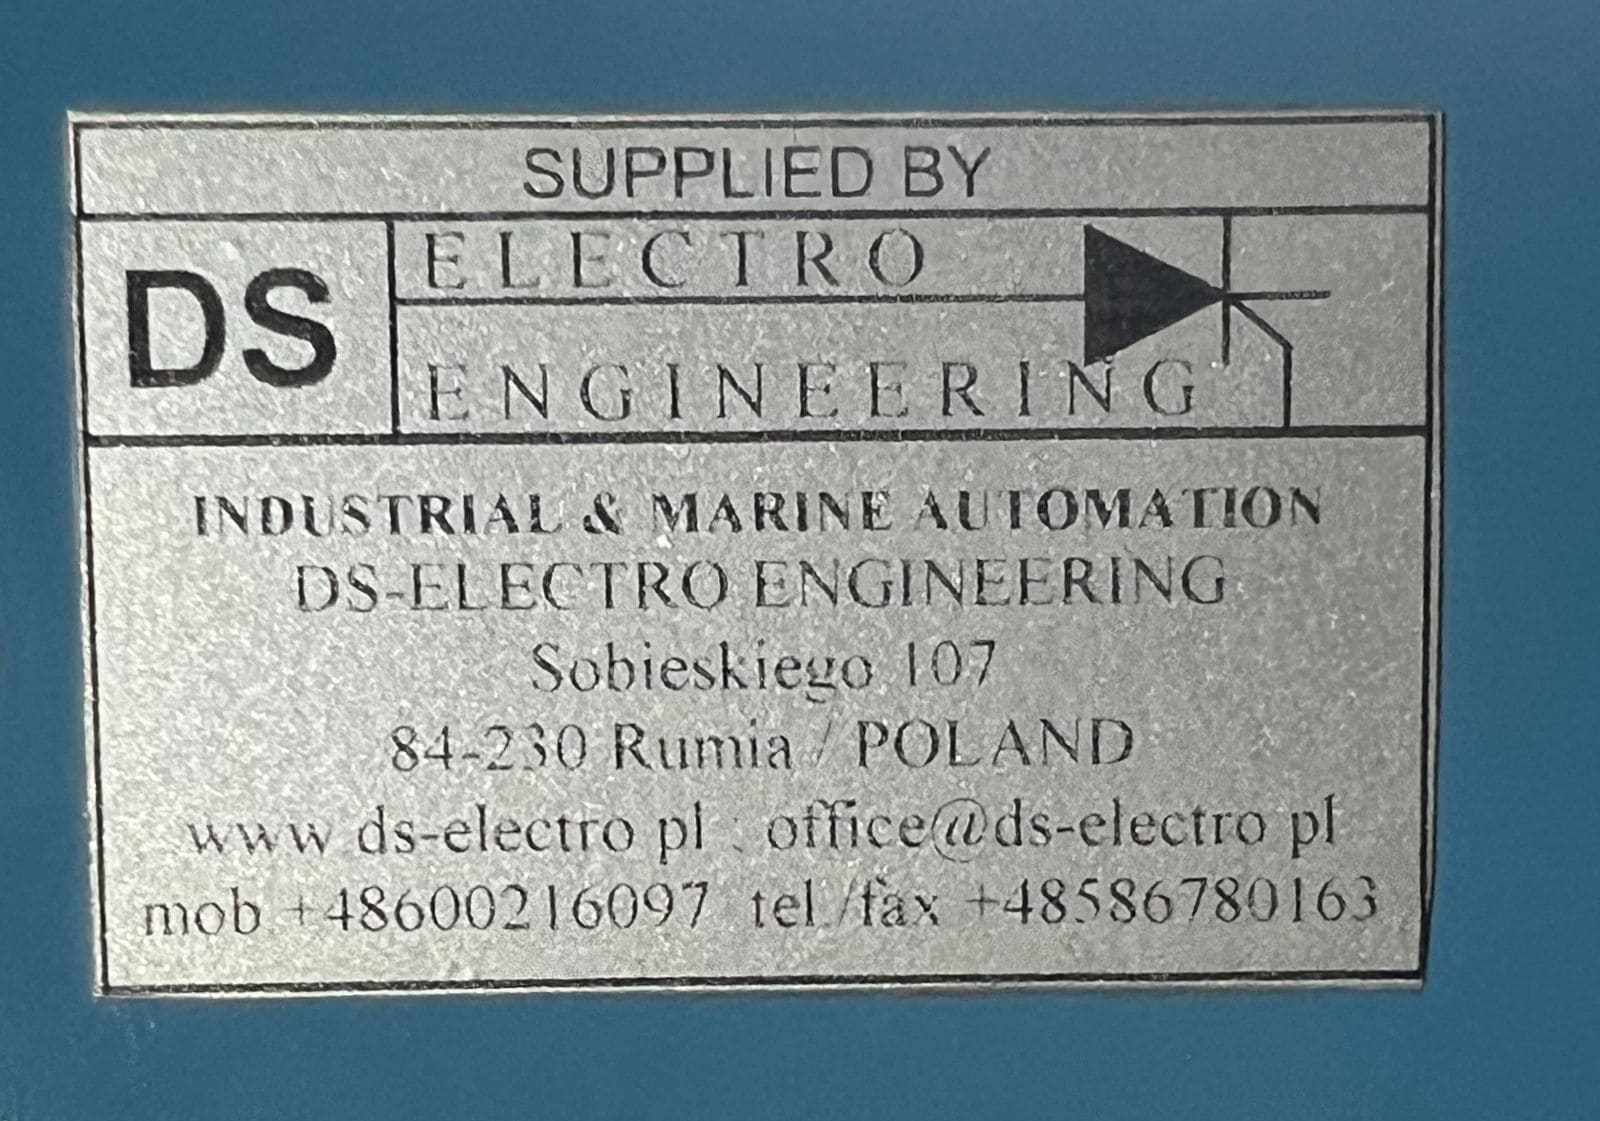 SUPPLIED BY
DS
ELECTRO
ENGINEERING
INDUSTRIAL & MARINE AUTOMATION
DS-ELECTRO ENGINEERING
Sobieskiego 107
84-230 Rumia / POLAND
www ds-electro pl : office@ds-electro pl
mob +48600216097 tel./fax +48586780163